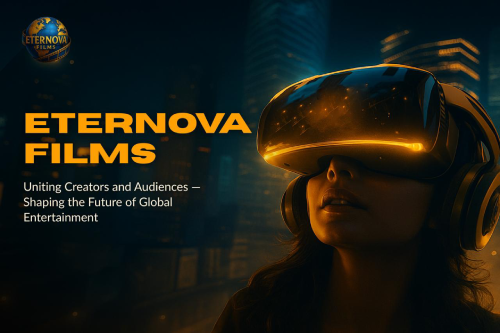 ETERNOVA
FILMS
ETERNOVA
FILMS
Uniting Creators and Audiences —
Shaping the Future of Global
Entertainment